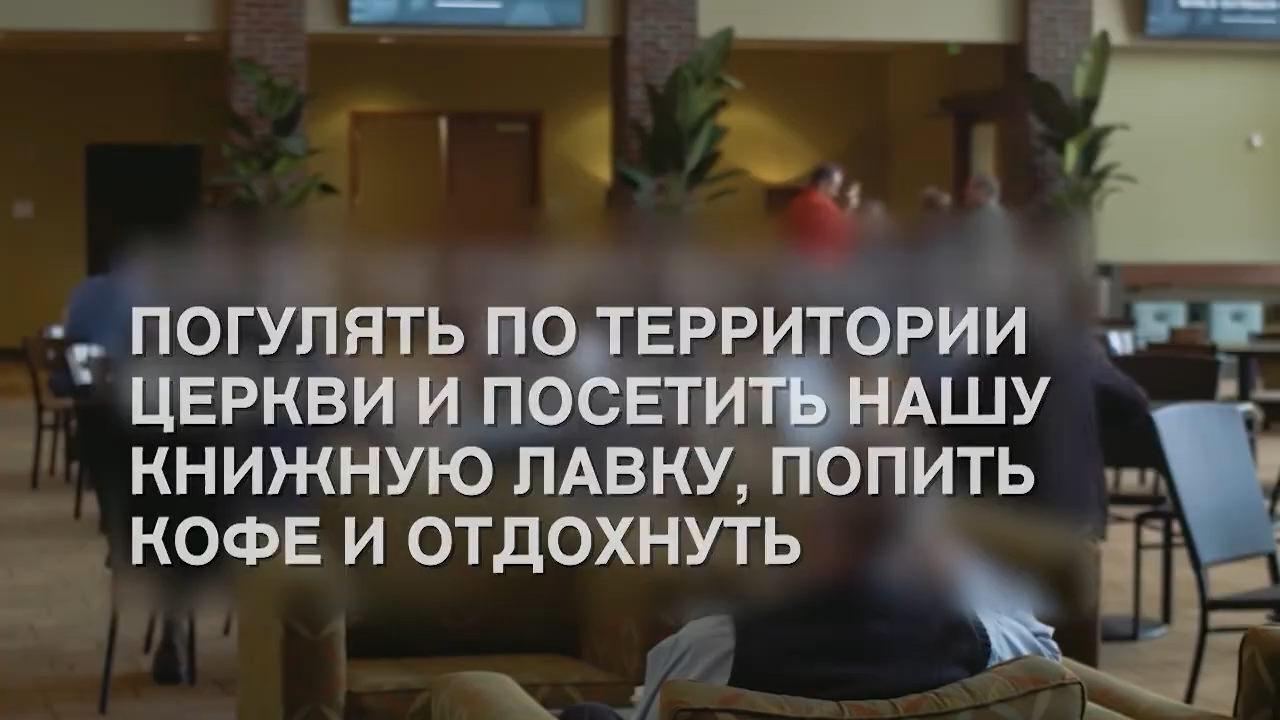 ПОГУЛЯТЬ ПО ТЕРРИТОРИИ
ЦЕРКВИ И ПОСЕТИТЬ НАШУ
КНИЖНУЮ ЛАВКУ, ПОПИТЬ
КОФЕ И ОТДОХНУТЬ